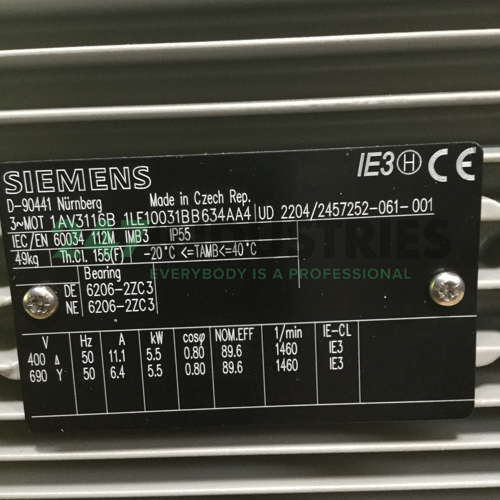 SIEMENS
IE3 H CE
D-90441 Nürnberg Made in Czech Rep.
3~MOT 1AV3116B 1LE10031BB634AA4 UD 2204/2457252-061-001
IEC/EN 60034 112M IMB3 IP55
49kg Th.Cl. 155(F) -20°C <=TAMB<=40°C
INDUSTRIES
EVERYBODY IS A PROFESSIONAL
Bearing
DE 6206-2ZC3
NE 6206-2ZC3
V Hz A kW cosφ NOM.EFF 1/min IE-CL
400 Δ 50 11.1 5.5 0.80 89.6 1460 IE3
690 Y 50 6.4 5.5 0.80 89.6 1460 IE3